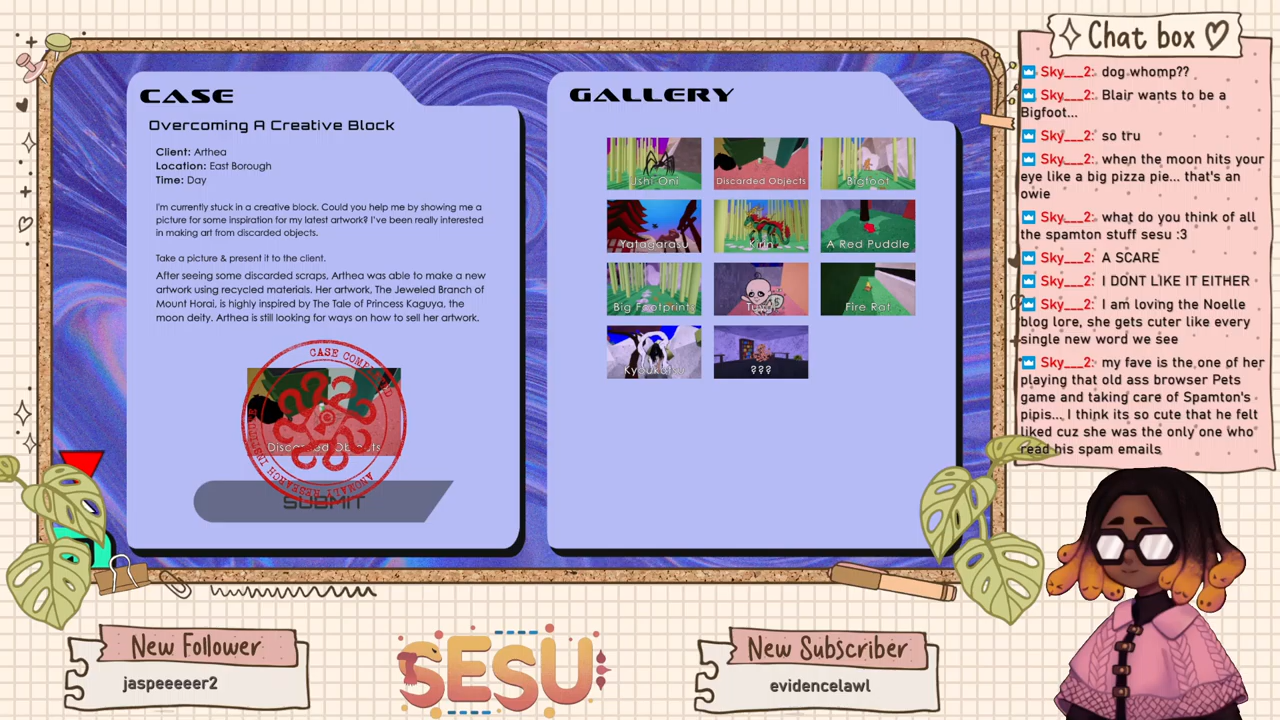 CASE
Overcoming A Creative Block
Client: Arthea
Location: East Borough
Time: Day
I'm currently stuck in a creative block. Could you help me by showing me a
picture for some inspiration for my latest artwork? I've been really interested
in making art from discarded objects.
Take a picture & present it to the client.
After seeing some discarded scraps, Arthea was able to make a new
artwork using recycled materials. Her artwork, The Jeweled Branch of
Mount Horai, is highly inspired by The Tale of Princess Kaguya, the
moon deity. Arthea is still looking for ways on how to sell her artwork.
CASE
Discarded Objects
SUBMIT
GALLERY
Ushi Oni
Discarded Objects
Bigfoot
Yatagarasu
Kirin
A Red Puddle
Big Footprints
Fire Rat
???
Chat box
Sky___2: dog whomp??
Sky___2: Blair wants to be a
Bigfoot...
Sky___2: so tru
Sky___2: when the moon hits your
eye like a big pizza pie... that's an
owie
Sky___2: what do you think of all
the spamton stuff sesu :3
Sky___2: A SCARE
Sky___2: I DONT LIKE IT EITHER
Sky___2: I am loving the Noelle
blog lore, she gets cuter like every
single new word we see
Sky___2: my fave is the one of her
playing that old ass browser Pets
game and taking care of Spamton's
pipis... I think its so cute that he felt
liked cuz she was the only one who
read his spam emails
New Follower
jaspeeeeer2
SESU
New Subscriber
evidencelawl